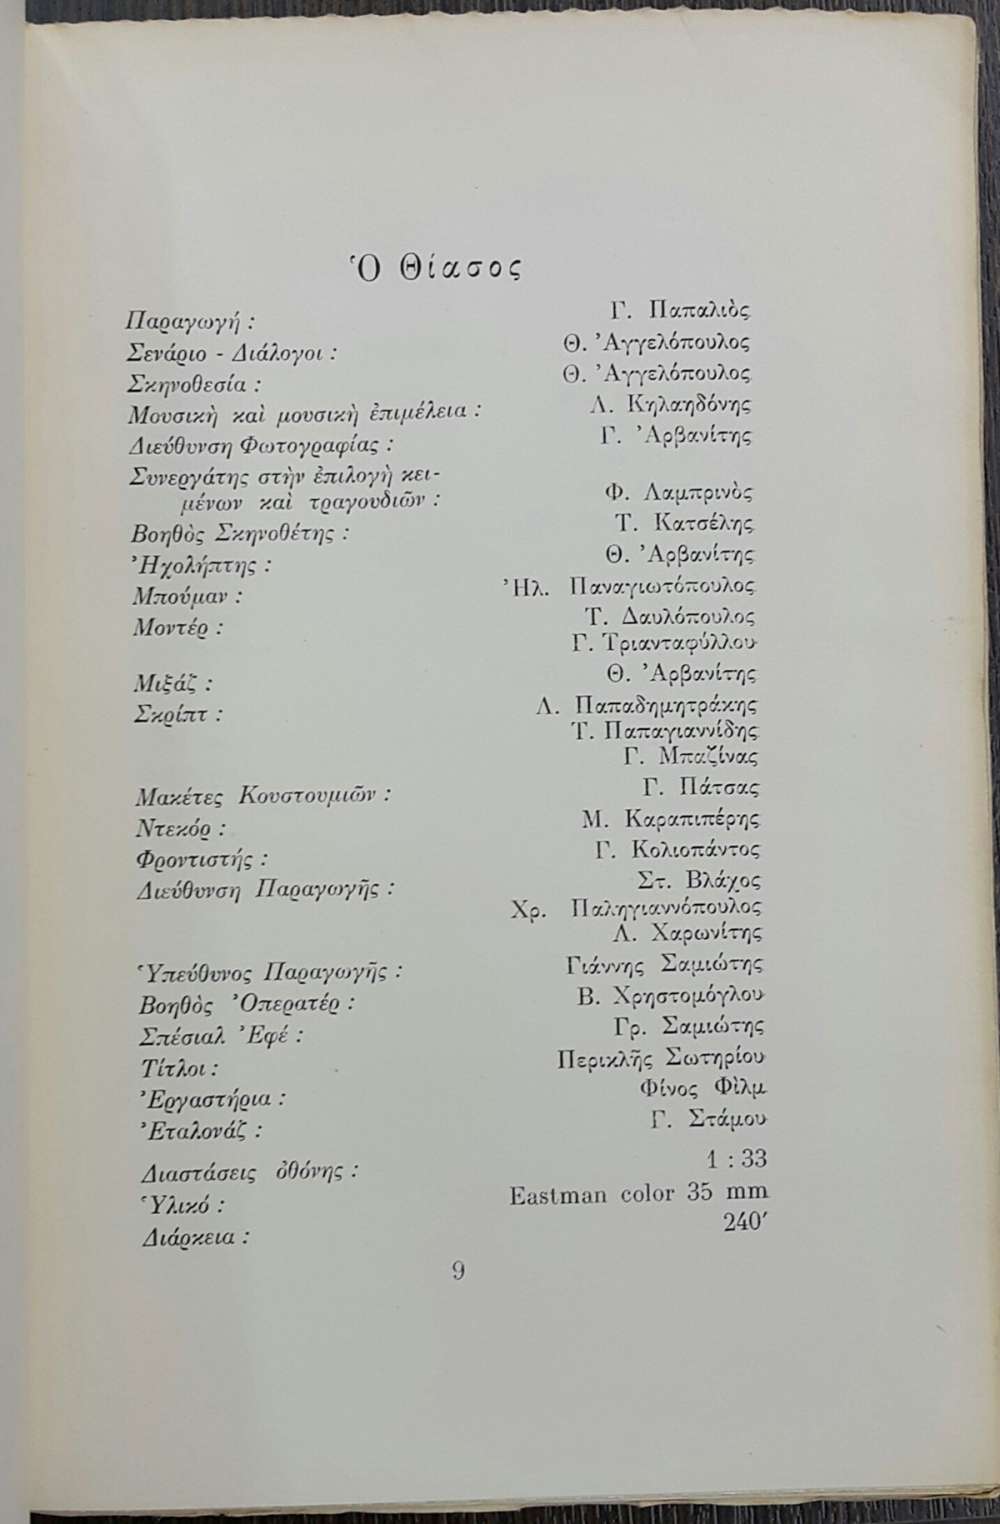 Ὁ Θίασος
Παραγωγή : Γ. Παπαλιὸς
Σενάριο - Διάλογοι : Θ. Ἀγγελόπουλος
Σκηνοθεσία : Θ. Ἀγγελόπουλος
Μουσικὴ καὶ μουσικὴ ἐπιμέλεια : Λ. Κηλαηδόνης
Διεύθυνση Φωτογραφίας : Γ. Ἀρβανίτης
Συνεργάτης στὴν ἐπιλογὴ κει-
μένων καὶ τραγουδιῶν : Φ. Λαμπρινὸς
Βοηθὸς Σκηνοθέτης : Τ. Κατσέλης
Ἠχολήπτης : Θ. Ἀρβανίτης
Μπούμαν : Ἠλ. Παναγιωτόπουλος
Μοντέρ : Τ. Δαυλόπουλος
Γ. Τριανταφύλλου
Μιξάζ : Θ. Ἀρβανίτης
Σκρίπτ : Λ. Παπαδημητράκης
Τ. Παπαγιαννίδης
Γ. Μπαζίνας
Μακέτες Κουστουμιῶν : Γ. Πάτσας
Ντεκόρ : Μ. Καραπιπέρης
Φροντιστής : Γ. Κολιοπάντος
Διεύθυνση Παραγωγῆς : Στ. Βλάχος
Χρ. Παληγιαννόπουλος
Λ. Χαρωνίτης
Ὑπεύθυνος Παραγωγῆς : Γιάννης Σαμιώτης
Βοηθὸς Ὀπερατέρ : Β. Χρηστομόγλου
Σπέσιαλ Ἐφέ : Γρ. Σαμιώτης
Τίτλοι : Περικλῆς Σωτηρίου
Ἐργαστήρια : Φίνος Φὶλμ
Ἐταλονάζ : Γ. Στάμου
Διαστάσεις ὀθόνης : 1 : 33
Ὑλικό : Eastman color 35 mm
Διάρκεια : 240′
9